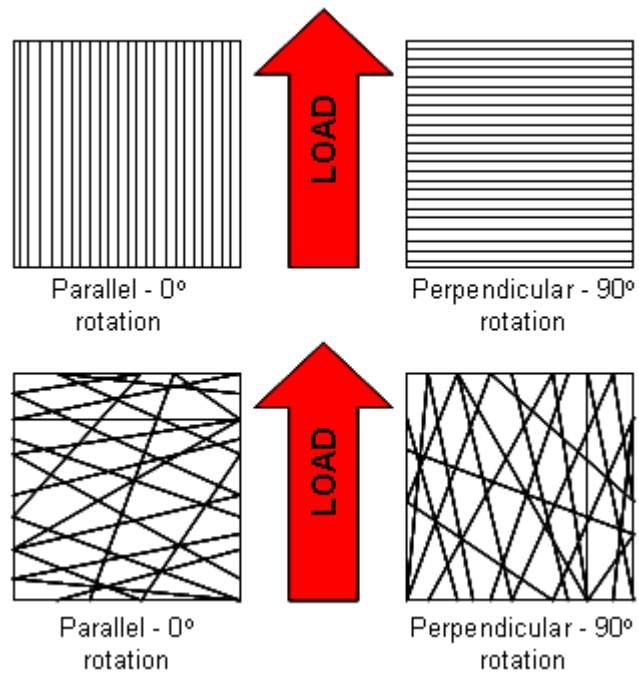 LOAD
Parallel - 0º
rotation
Perpendicular - 90º
rotation
LOAD
Parallel - 0º
rotation
Perpendicular - 90º
rotation